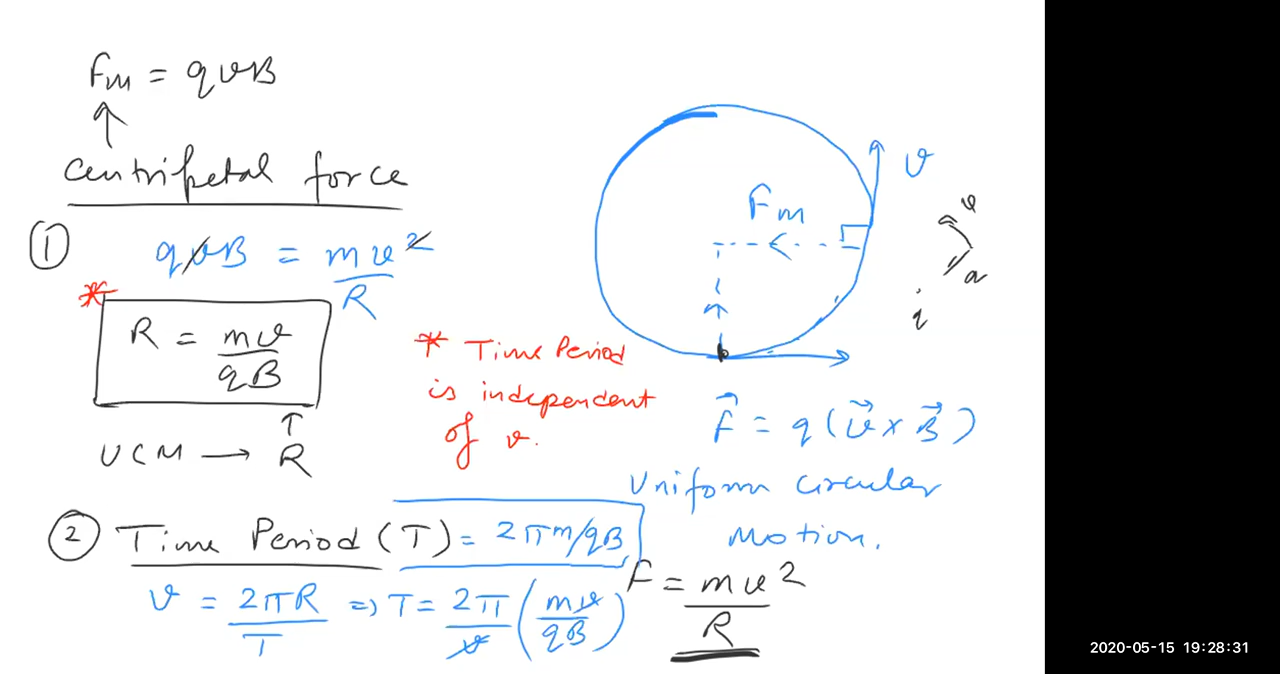 Fm = qvB
↑
Centripetal force
① qvB = mv²/R
* R = mv/qB
↑
UCM → R
* Time Period
is independent
of v.
② Time Period (T) = 2πm/qB
v = 2πR/T => T = 2π/v (mv/qB)
v
Fm
v
a
i
F⃗ = q(v⃗ × B⃗)
Uniform circular
motion.
F = mv²/R
2020-05-15 19:28:31